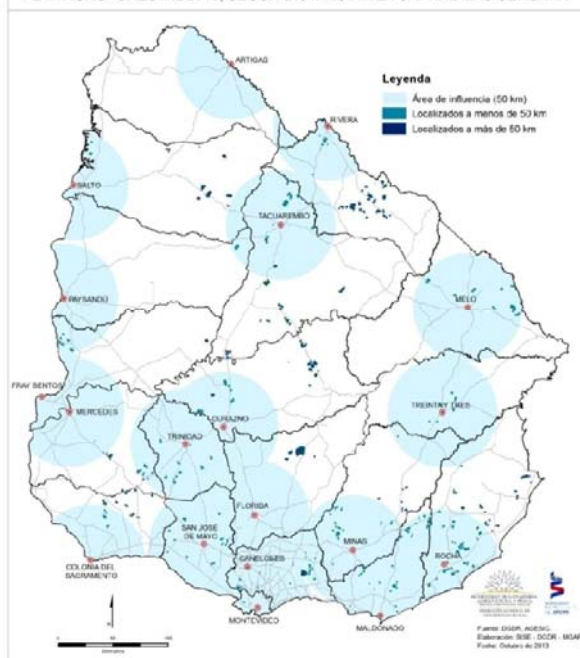 ARTIGAS
Leyenda
Área de influencia (50 km)
Localizados a menos de 50 km
Localizados a más de 50 km
RIVERA
SALTO
TACUAREMBO
PAYSANDU
MELO
FRAY BENTOS
MERCEDES
DURAZNO
TREINTA Y TRES
TRINIDAD
FLORIDA
SAN JOSE
DE MAYO
MINAS
CANELONES
ROCHA
COLONIA DEL
SACRAMENTO
MONTEVIDEO
MALDONADO
Fuente: DGDR, AGESIC.
Elaboración: SISE - DGDR - MGAP
Fecha: Octubre de 2013